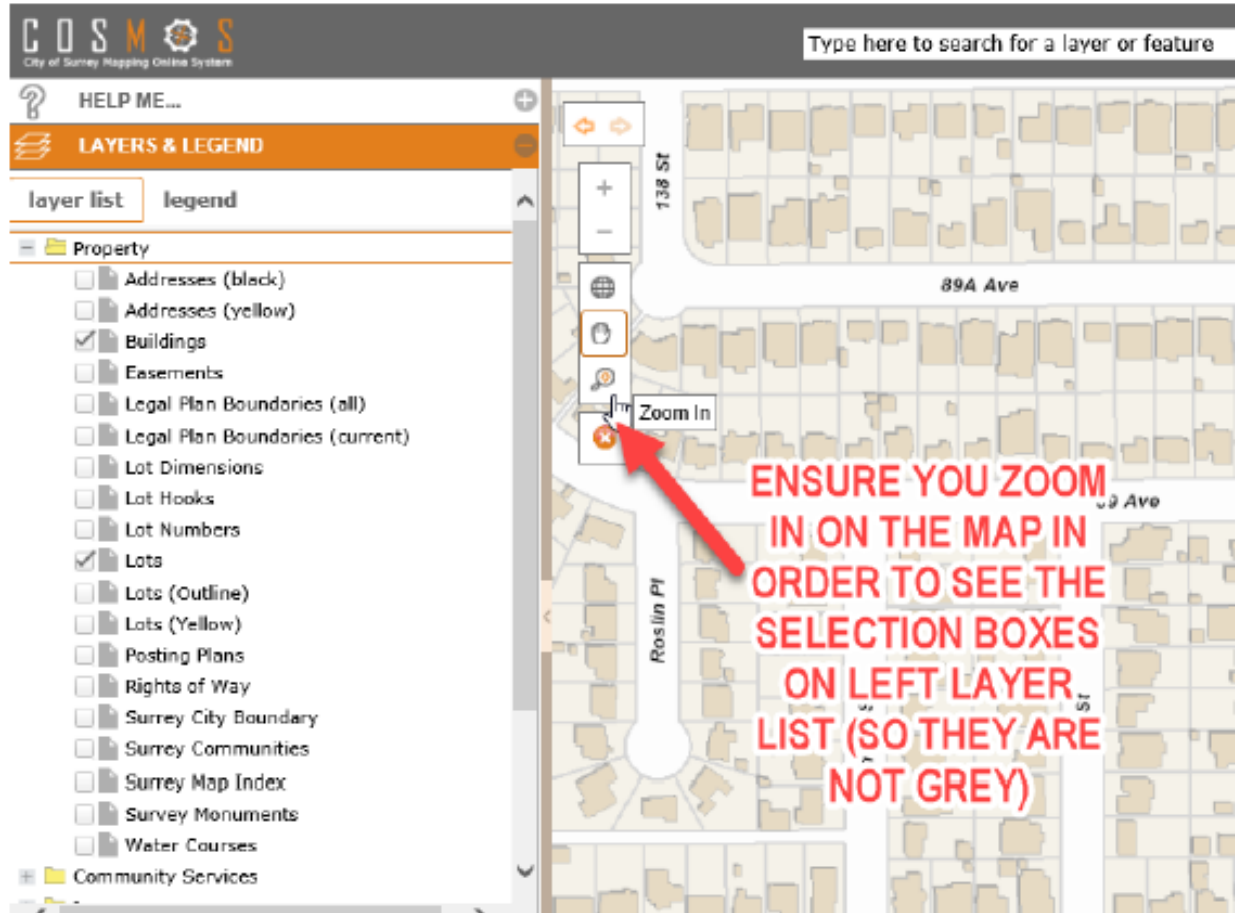 COSMOS
City of Surrey Mapping Online System
Type here to search for a layer or feature
HELP ME...
LAYERS & LEGEND
layer list
legend
Property
Addresses (black)
Addresses (yellow)
Buildings
Easements
Legal Plan Boundaries (all)
Legal Plan Boundaries (current)
Lot Dimensions
Lot Hooks
Lot Numbers
Lots
Lots (Outline)
Lots (Yellow)
Posting Plans
Rights of Way
Surrey City Boundary
Surrey Communities
Surrey Map Index
Survey Monuments
Water Courses
Community Services
138 St
89A Ave
Zoom In
Ave
Roslin Pl
St
ENSURE YOU ZOOM
IN ON THE MAP IN
ORDER TO SEE THE
SELECTION BOXES
ON LEFT LAYER
LIST (SO THEY ARE
NOT GREY)